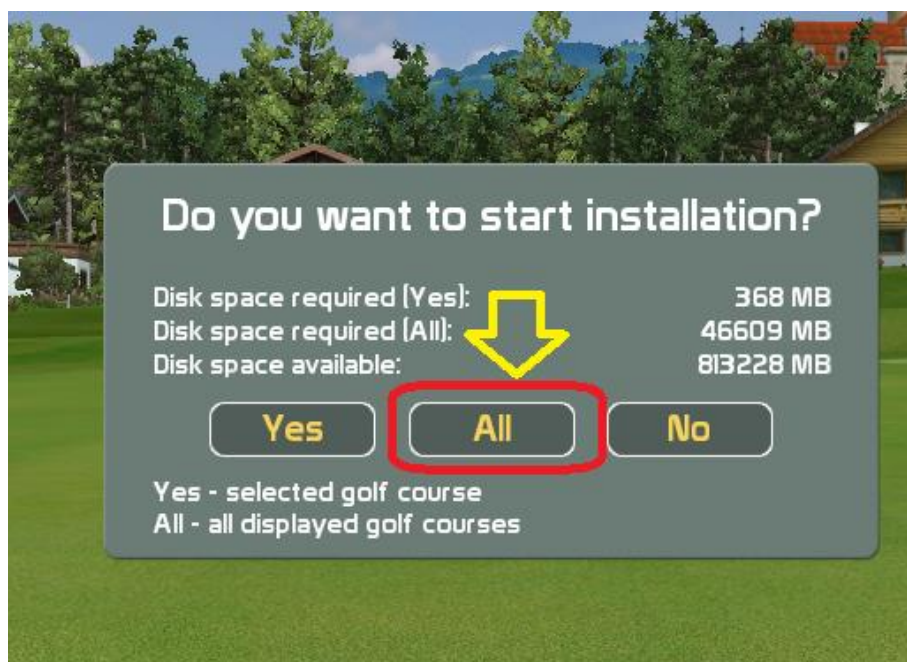 Do you want to start installation?
Disk space required (Yes): 368 MB
Disk space required (All): 46609 MB
Disk space available: 813228 MB
Yes All No
Yes - selected golf course
All - all displayed golf courses